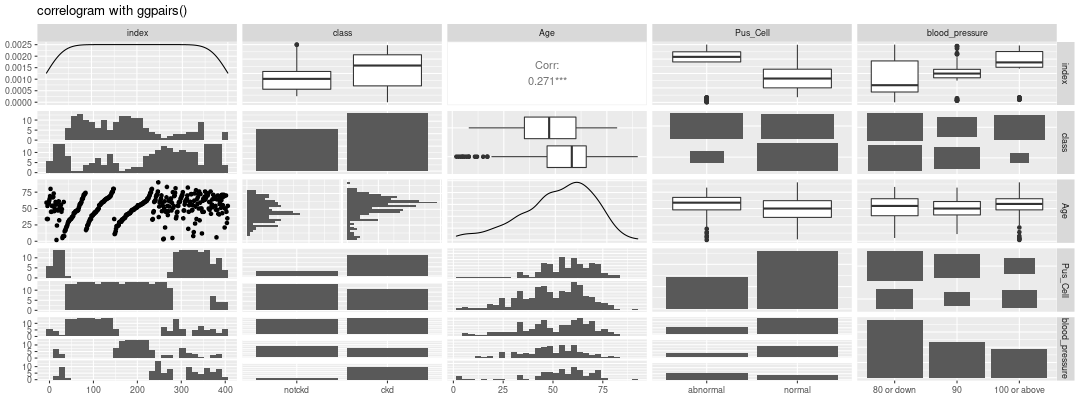 correlogram with ggpairs()
index
class
Age
Pus_Cell
blood_pressure
0.0025
0.0020
0.0015
0.0010
0.0005
0.0000
Corr:
0.271***
index
10
5
0
10
5
0
class
75
50
25
0
Age
10
5
0
10
5
0
Pus_Cell
10
5
0
10
5
0
10
5
0
blood_pressure
0 100 200 300 400
notckd ckd
0 25 50 75
abnormal normal
80 or down 90 100 or above